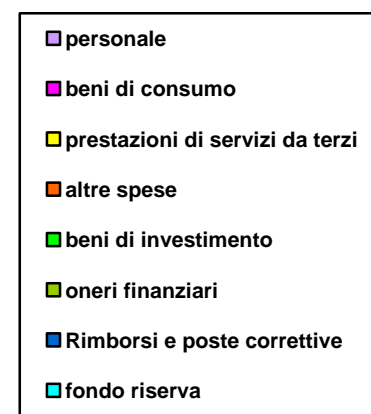 personale
beni di consumo
prestazioni di servizi da terzi
altre spese
beni di investimento
oneri finanziari
Rimborsi e poste correttive
fondo riserva